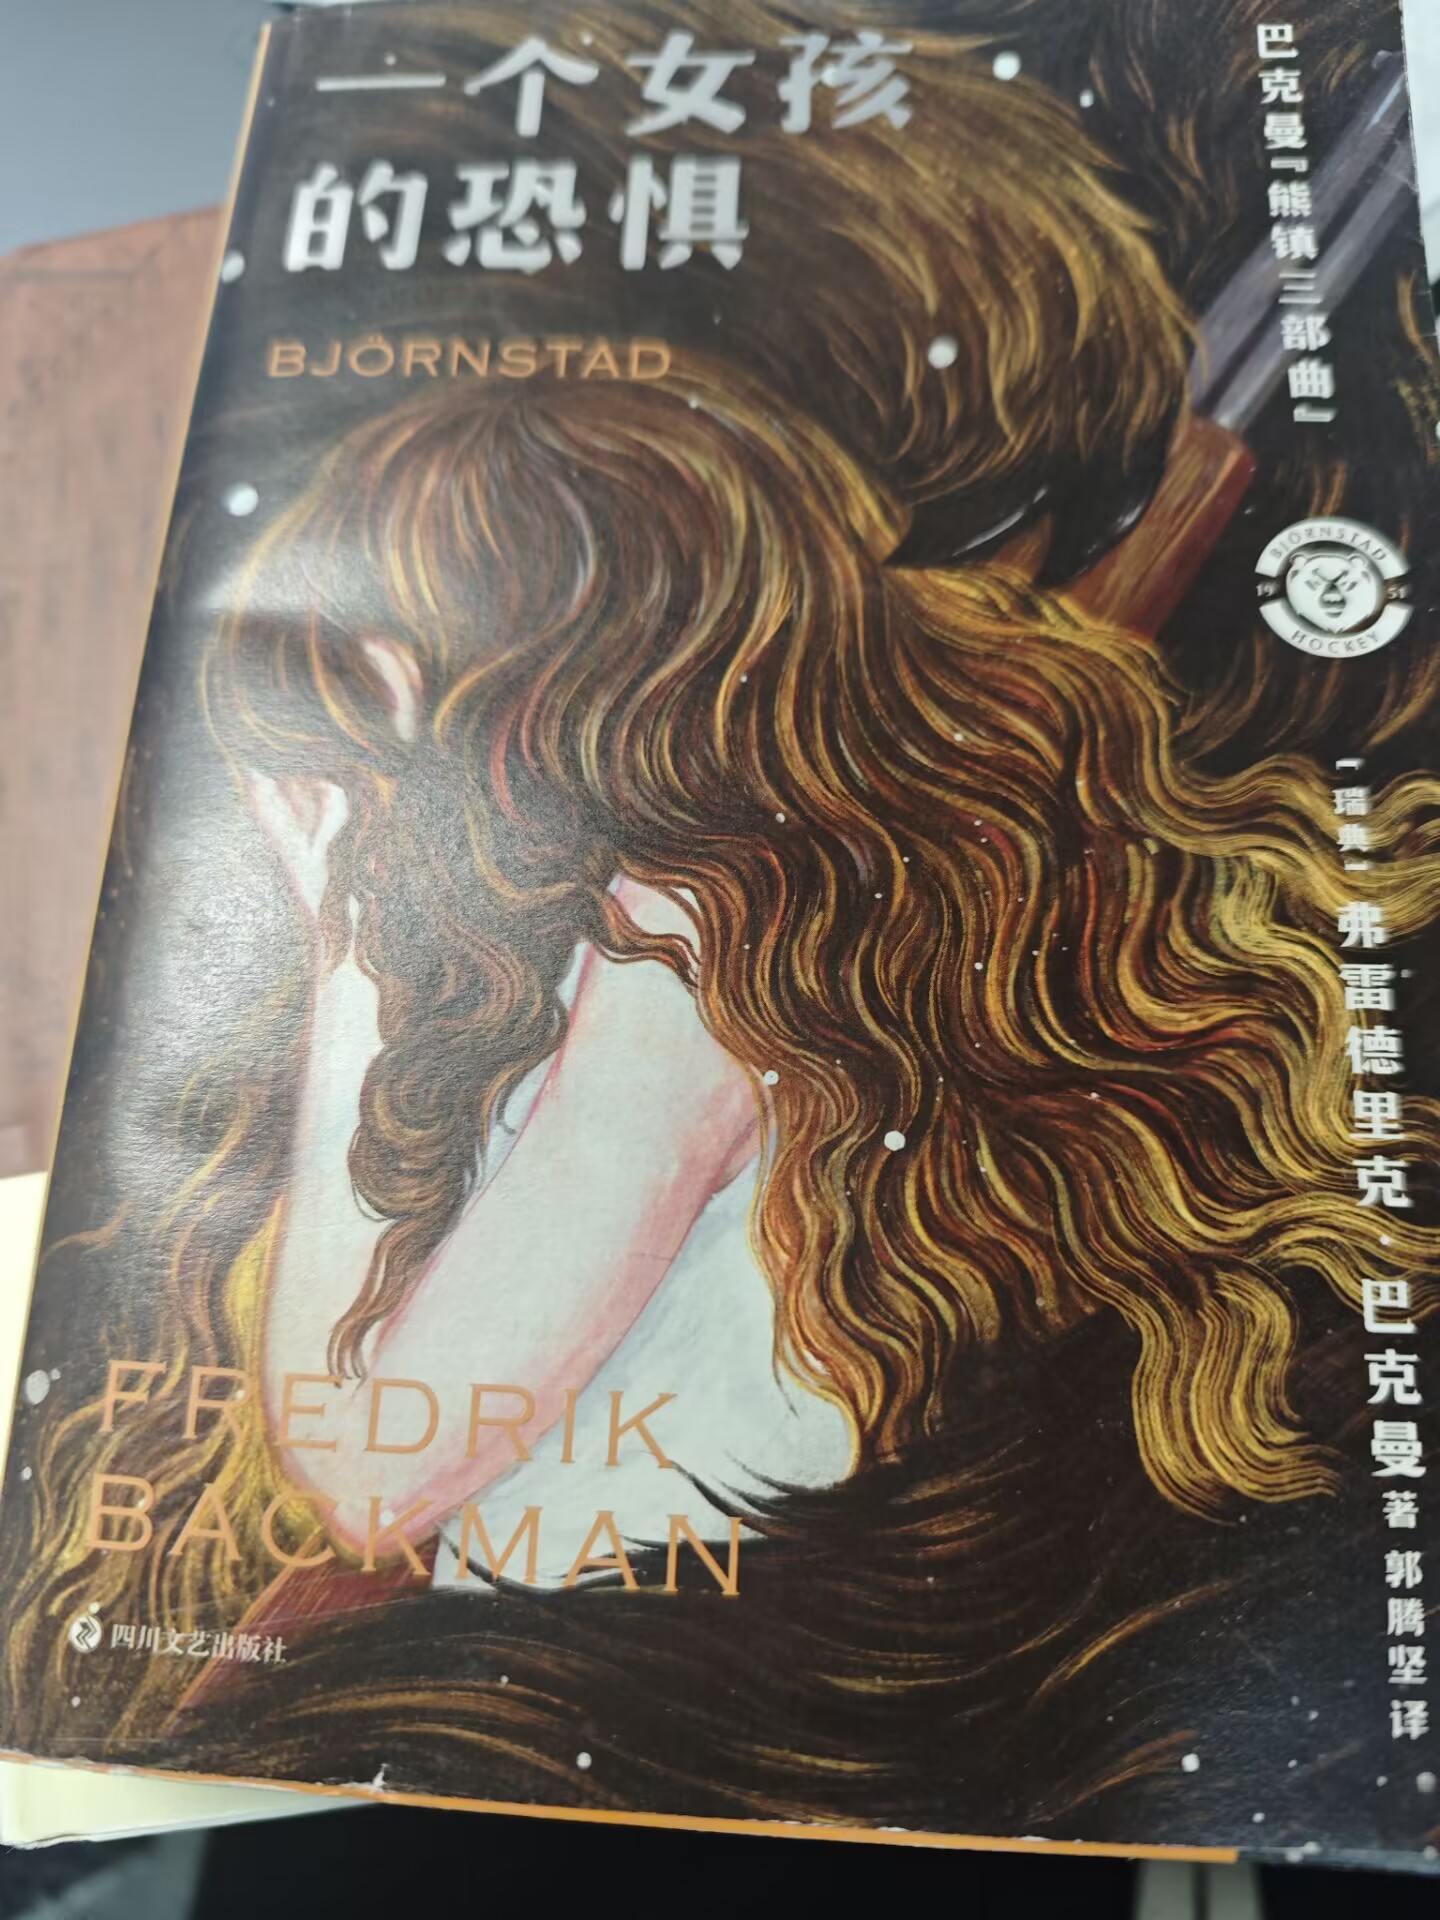 一个女孩
的恐惧
BJÖRNSTAD
巴克曼『熊镇三部曲』
BJÖRNSTAD
19 51
HOCKEY
[瑞典] 弗雷德里克·巴克曼 著 郭腾坚 译
FREDRIK
BACKMAN
四川文艺出版社